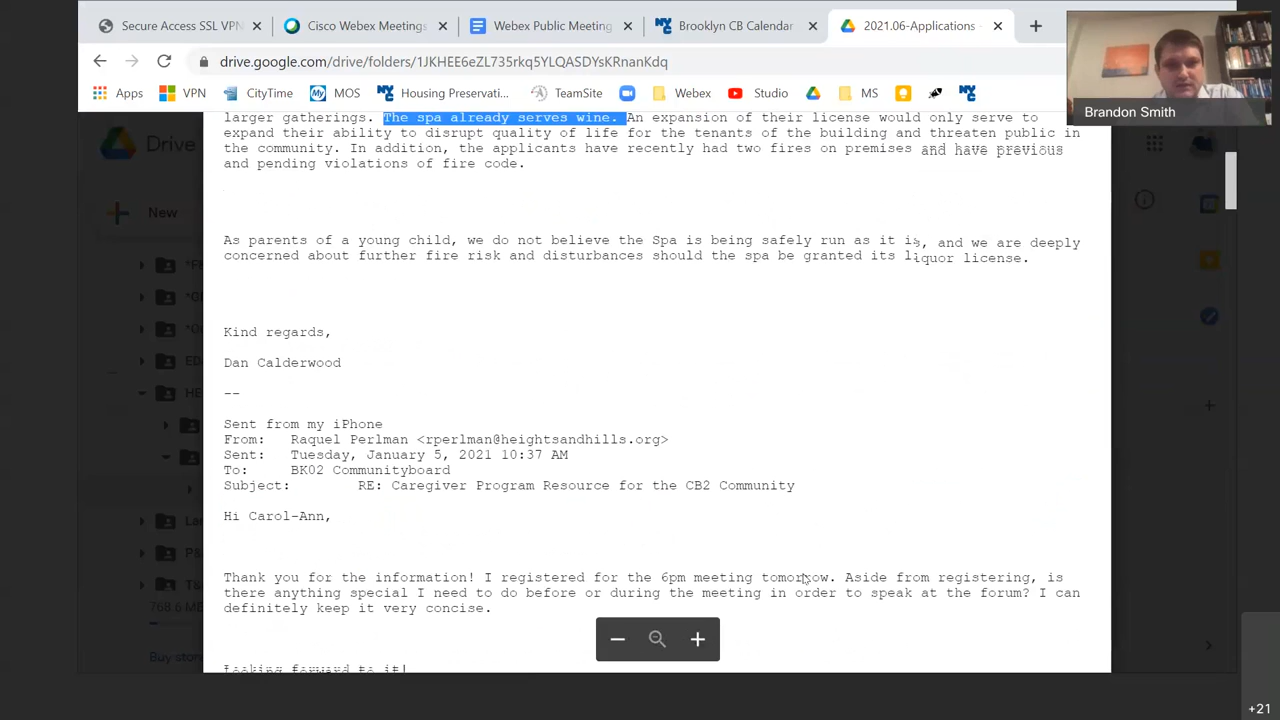 Secure Access SSL VPN
Cisco Webex Meetings
Webex Public Meeting
Brooklyn CB Calendar
2021.06-Applications -
drive.google.com/drive/folders/1JKHEE6eZL735rkq5YLQASDYsKRnanKdq
Apps
VPN
CityTime
MOS
Housing Preservati...
TeamSite
Webex
Studio
MS
NYC
Brandon Smith
Drive
New
larger gatherings. The spa already serves wine. An expansion of their license would only serve to
expand their ability to disrupt quality of life for the tenants of the building and threaten public in
the community. In addition, the applicants have recently had two fires on premises and have previous
and pending violations of fire code.
As parents of a young child, we do not believe the Spa is being safely run as it is, and we are deeply
concerned about further fire risk and disturbances should the spa be granted its liquor license.
Kind regards,
Dan Calderwood
--
Sent from my iPhone
From: Raquel Perlman <rperlman@heightsandhills.org>
Sent: Tuesday, January 5, 2021 10:37 AM
To: BK02 Communityboard
Subject: RE: Caregiver Program Resource for the CB2 Community
Hi Carol-Ann,
Thank you for the information! I registered for the 6pm meeting tomorrow. Aside from registering, is
there anything special I need to do before or during the meeting in order to speak at the forum? I can
definitely keep it very concise.
Looking forward to it!
768.6
Buy stor
+21